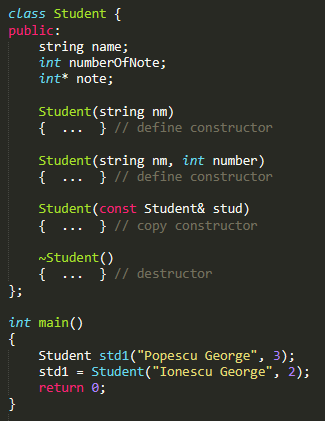 class Student {
public:
    string name;
    int numberOfNote;
    int* note;

    Student(string nm)
    {  ...  } // define constructor

    Student(string nm, int number)
    {  ...  } // define constructor

    Student(const Student& stud)
    {  ...  } // copy constructor

    ~Student()
    {  ...  } // destructor
};

int main()
{
    Student std1("Popescu George", 3);
    std1 = Student("Ionescu George", 2);
    return 0;
}